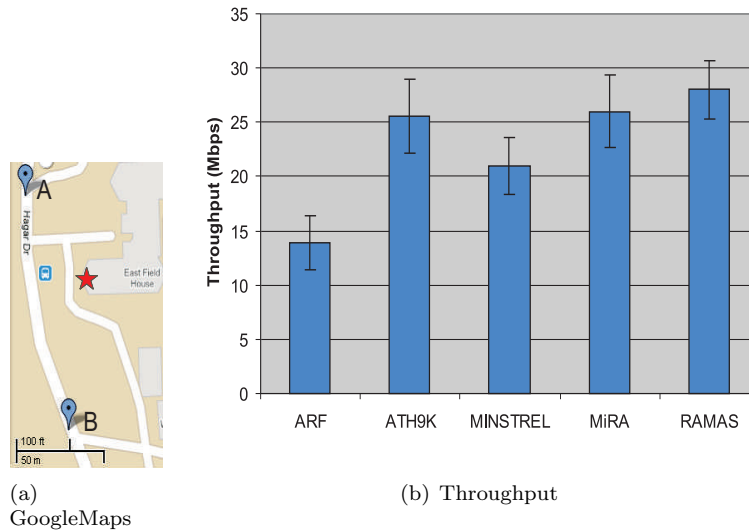 A
Hagar Dr
East Field
House
B
100 ft
50 m
(a)
GoogleMaps
35
30
25
20
15
10
5
0
Throughput (Mbps)
ARF
ATH9K
MINSTREL
MiRA
RAMAS
(b) Throughput